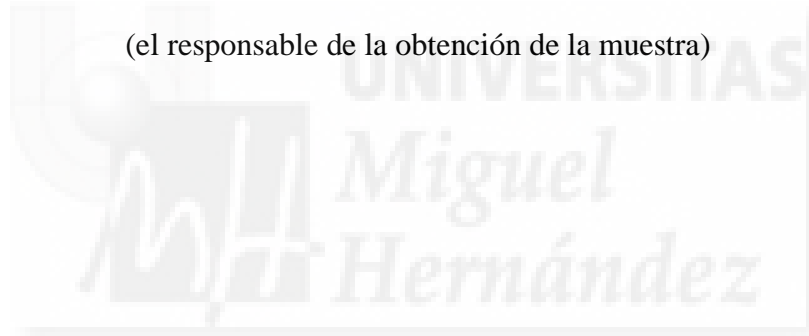 (el responsable de la obtención de la muestra)
UNIVERSITAS
Miguel
Hernández